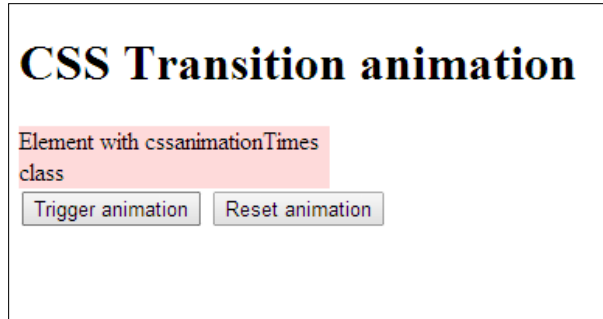 CSS Transition animation
Element with cssanimationTimes
class
Trigger animation Reset animation